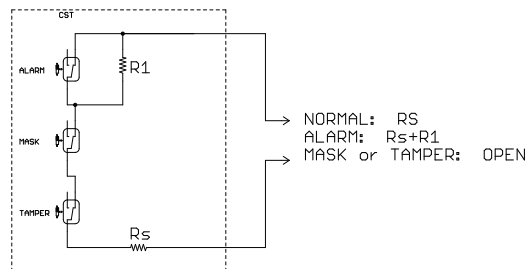 CST
ALARM
R1
MASK
TAMPER
Rs
NORMAL: RS
ALARM: Rs+R1
MASK or TAMPER: OPEN